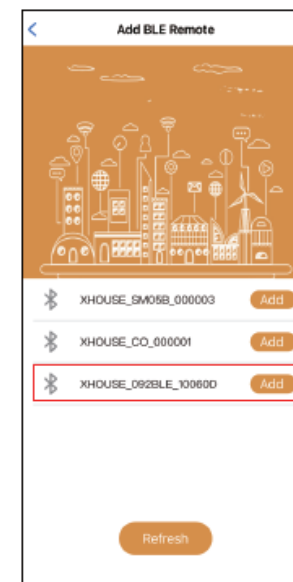 Add BLE Remote
XHOUSE_SM05B_000003 Add
XHOUSE_CO_000001 Add
XHOUSE_092BLE_10060D Add
Refresh